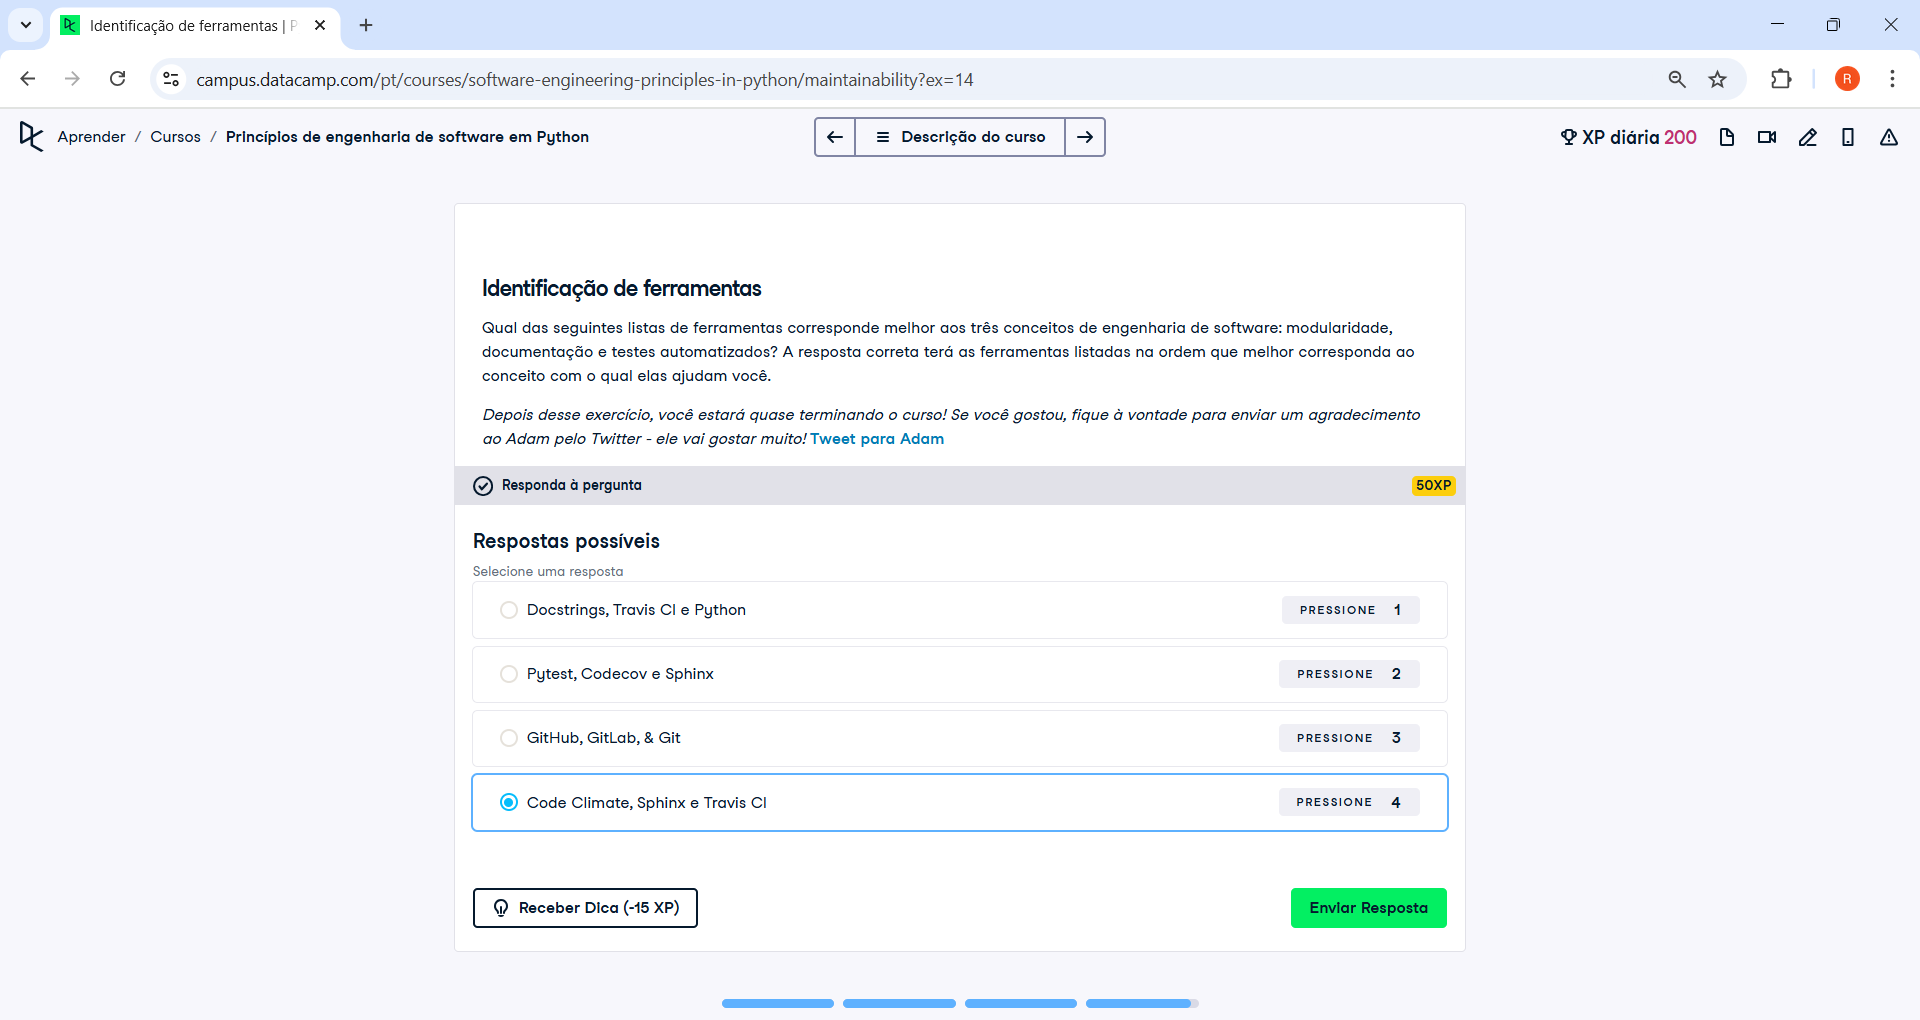 Identificação de ferramentas | P
campus.datacamp.com/pt/courses/software-engineering-principles-in-python/maintainability?ex=14
R
Aprender / Cursos / Princípios de engenharia de software em Python
Descrição do curso
XP diária 200
Identificação de ferramentas
Qual das seguintes listas de ferramentas corresponde melhor aos três conceitos de engenharia de software: modularidade,
documentação e testes automatizados? A resposta correta terá as ferramentas listadas na ordem que melhor corresponda ao
conceito com o qual elas ajudam você.
Depois desse exercício, você estará quase terminando o curso! Se você gostou, fique à vontade para enviar um agradecimento
ao Adam pelo Twitter - ele vai gostar muito! Tweet para Adam
Responda à pergunta
50XP
Respostas possíveis
Selecione uma resposta
Docstrings, Travis CI e Python
PRESSIONE 1
Pytest, Codecov e Sphinx
PRESSIONE 2
GitHub, GitLab, & Git
PRESSIONE 3
Code Climate, Sphinx e Travis CI
PRESSIONE 4
Receber Dica (-15 XP)
Enviar Resposta